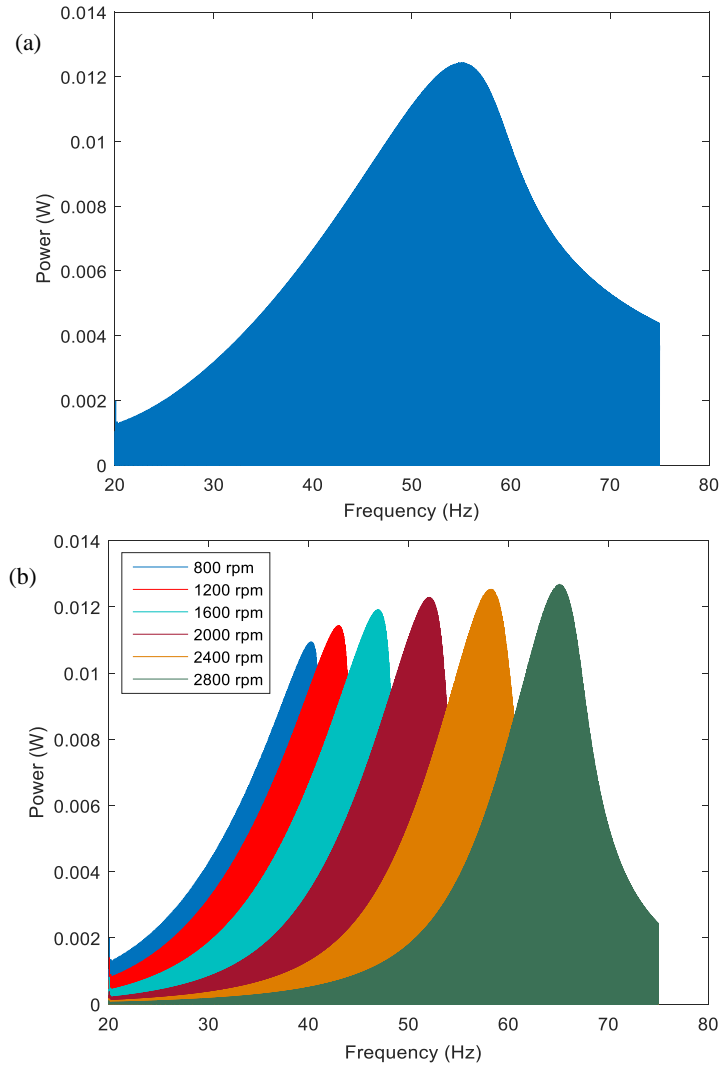 (a)
0.014
0.012
0.01
0.008
0.006
0.004
0.002
0
Power (W)
20 30 40 50 60 70 80
Frequency (Hz)
(b)
0.014
0.012
0.01
0.008
0.006
0.004
0.002
0
Power (W)
800 rpm
1200 rpm
1600 rpm
2000 rpm
2400 rpm
2800 rpm
20 30 40 50 60 70 80
Frequency (Hz)